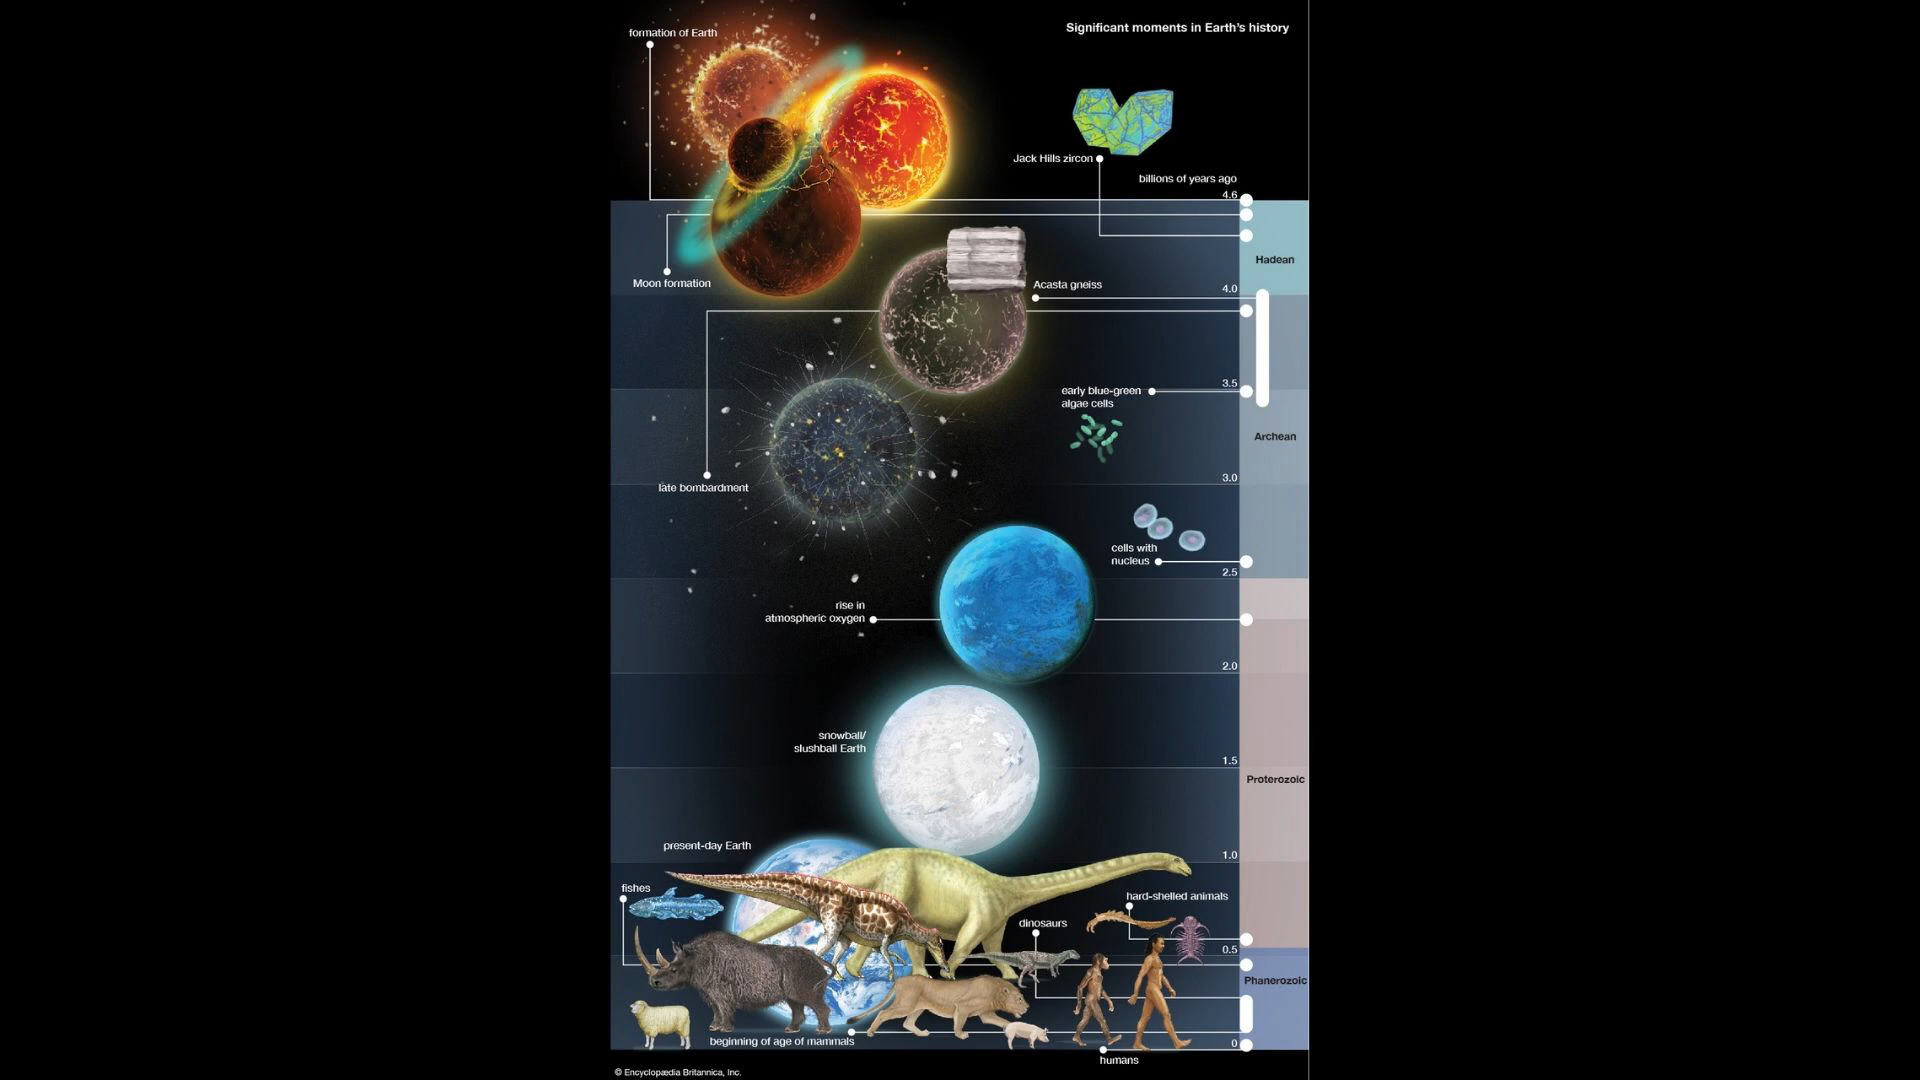 Significant moments in Earth's history
formation of Earth
Jack Hills zircon
billions of years ago
4.6
Hadean
Moon formation
Acasta gneiss
4.0
3.5
early blue-green
algae cells
Archean
3.0
late bombardment
cells with
nucleus
2.5
rise in
atmospheric oxygen
2.0
snowball/
slushball Earth
1.5
Proterozoic
present-day Earth
1.0
fishes
hard-shelled animals
dinosaurs
0.5
Phanerozoic
beginning of age of mammals
0
humans
© Encyclopædia Britannica, Inc.